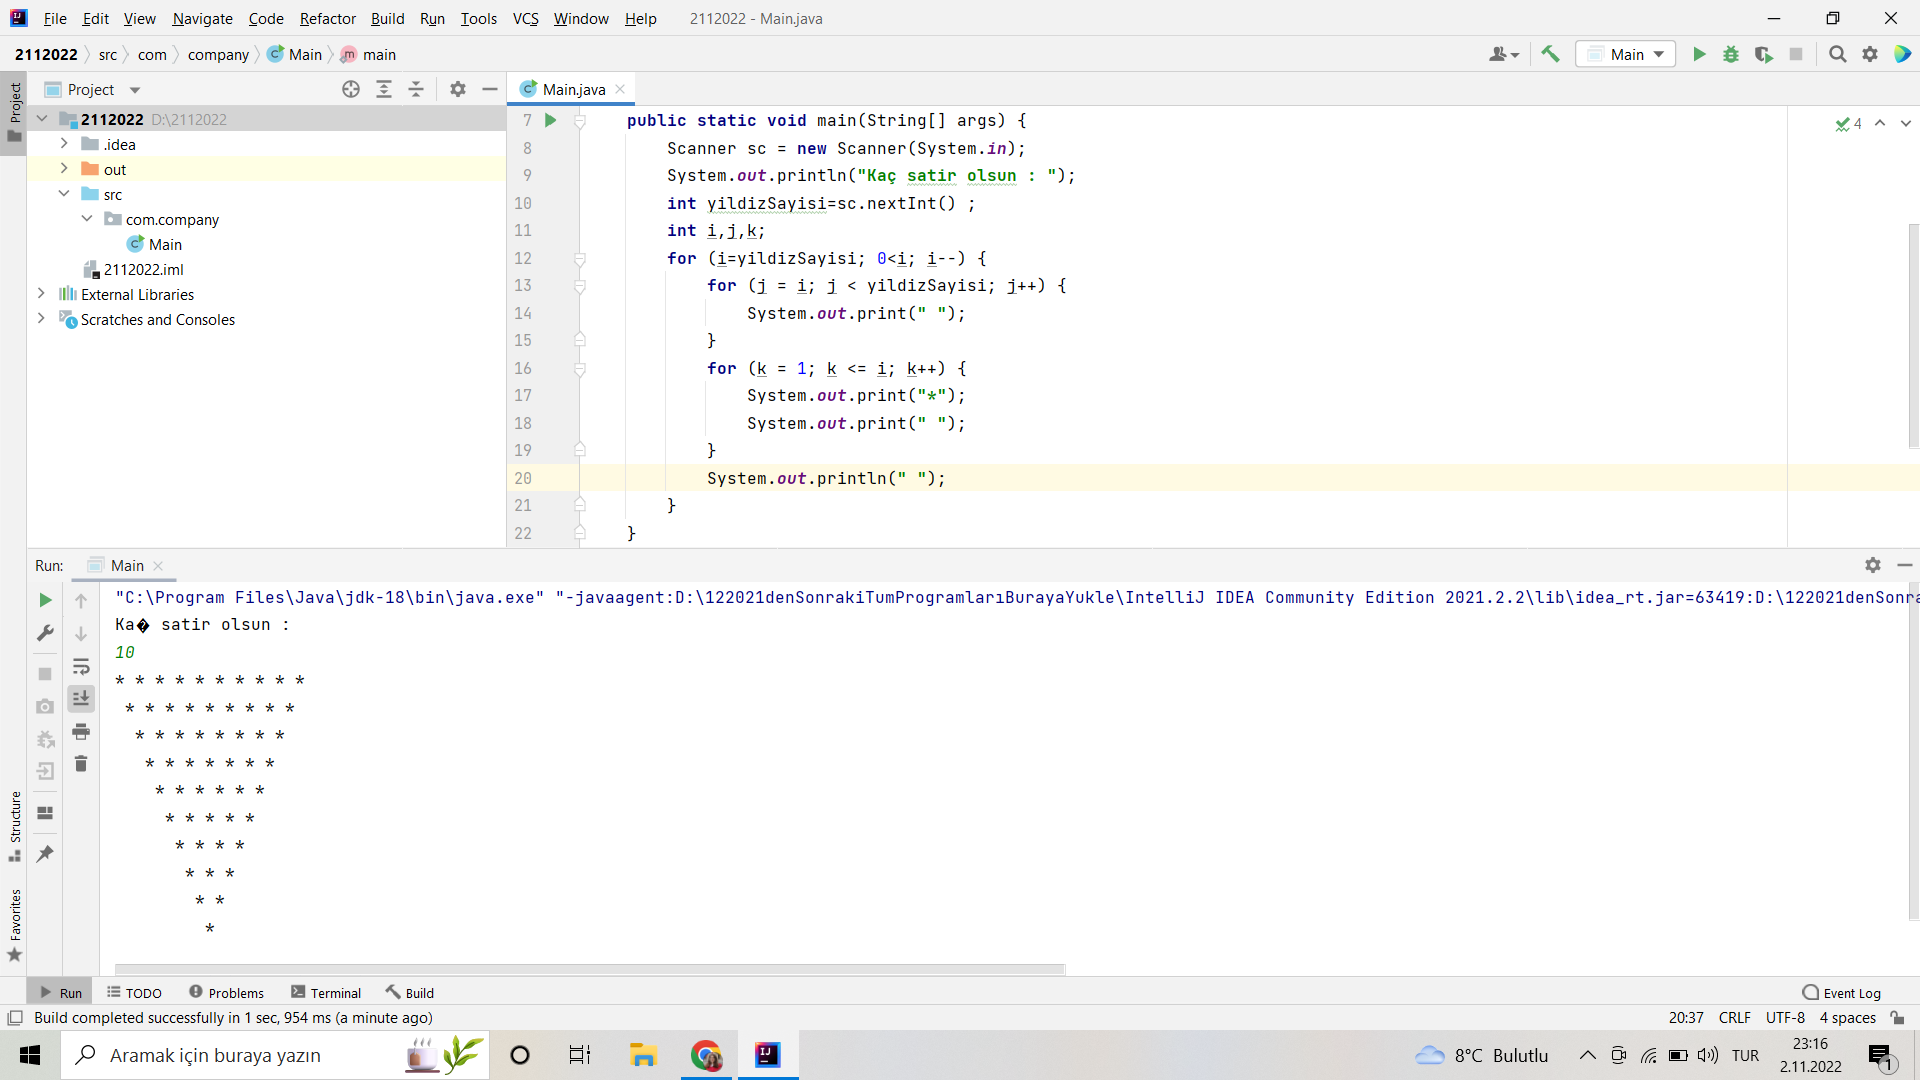 File Edit View Navigate Code Refactor Build Run Tools VCS Window Help 2112022 - Main.java
2112022 src com company Main main
Main
Project
Project
Main.java
2112022 D:\2112022
.idea
out
src
com.company
Main
2112022.iml
External Libraries
Scratches and Consoles
4
7 public static void main(String[] args) {
8 Scanner sc = new Scanner(System.in);
9 System.out.println("Kaç satir olsun : ");
10 int yildizSayisi=sc.nextInt() ;
11 int i,j,k;
12 for (i=yildizSayisi; 0<i; i--) {
13 for (j = i; j < yildizSayisi; j++) {
14 System.out.print(" ");
15 }
16 for (k = 1; k <= i; k++) {
17 System.out.print("*");
18 System.out.print(" ");
19 }
20 System.out.println(" ");
21 }
22 }
Run: Main
"C:\Program Files\Java\jdk-18\bin\java.exe" "-javaagent:D:\122021denSonrakiTumProgramlarıBurayaYukle\IntelliJ IDEA Community Edition 2021.2.2\lib\idea_rt.jar=63419:D:\122021denSonra
Ka� satir olsun :
10
* * * * * * * * * *
* * * * * * * * *
* * * * * * * *
* * * * * * *
* * * * * *
* * * * *
* * * *
* * *
* *
*
Structure
Favorites
Run TODO Problems Terminal Build Event Log
Build completed successfully in 1 sec, 954 ms (a minute ago) 20:37 CRLF UTF-8 4 spaces
Aramak için buraya yazın
8°C Bulutlu
TUR
23:16
2.11.2022
1